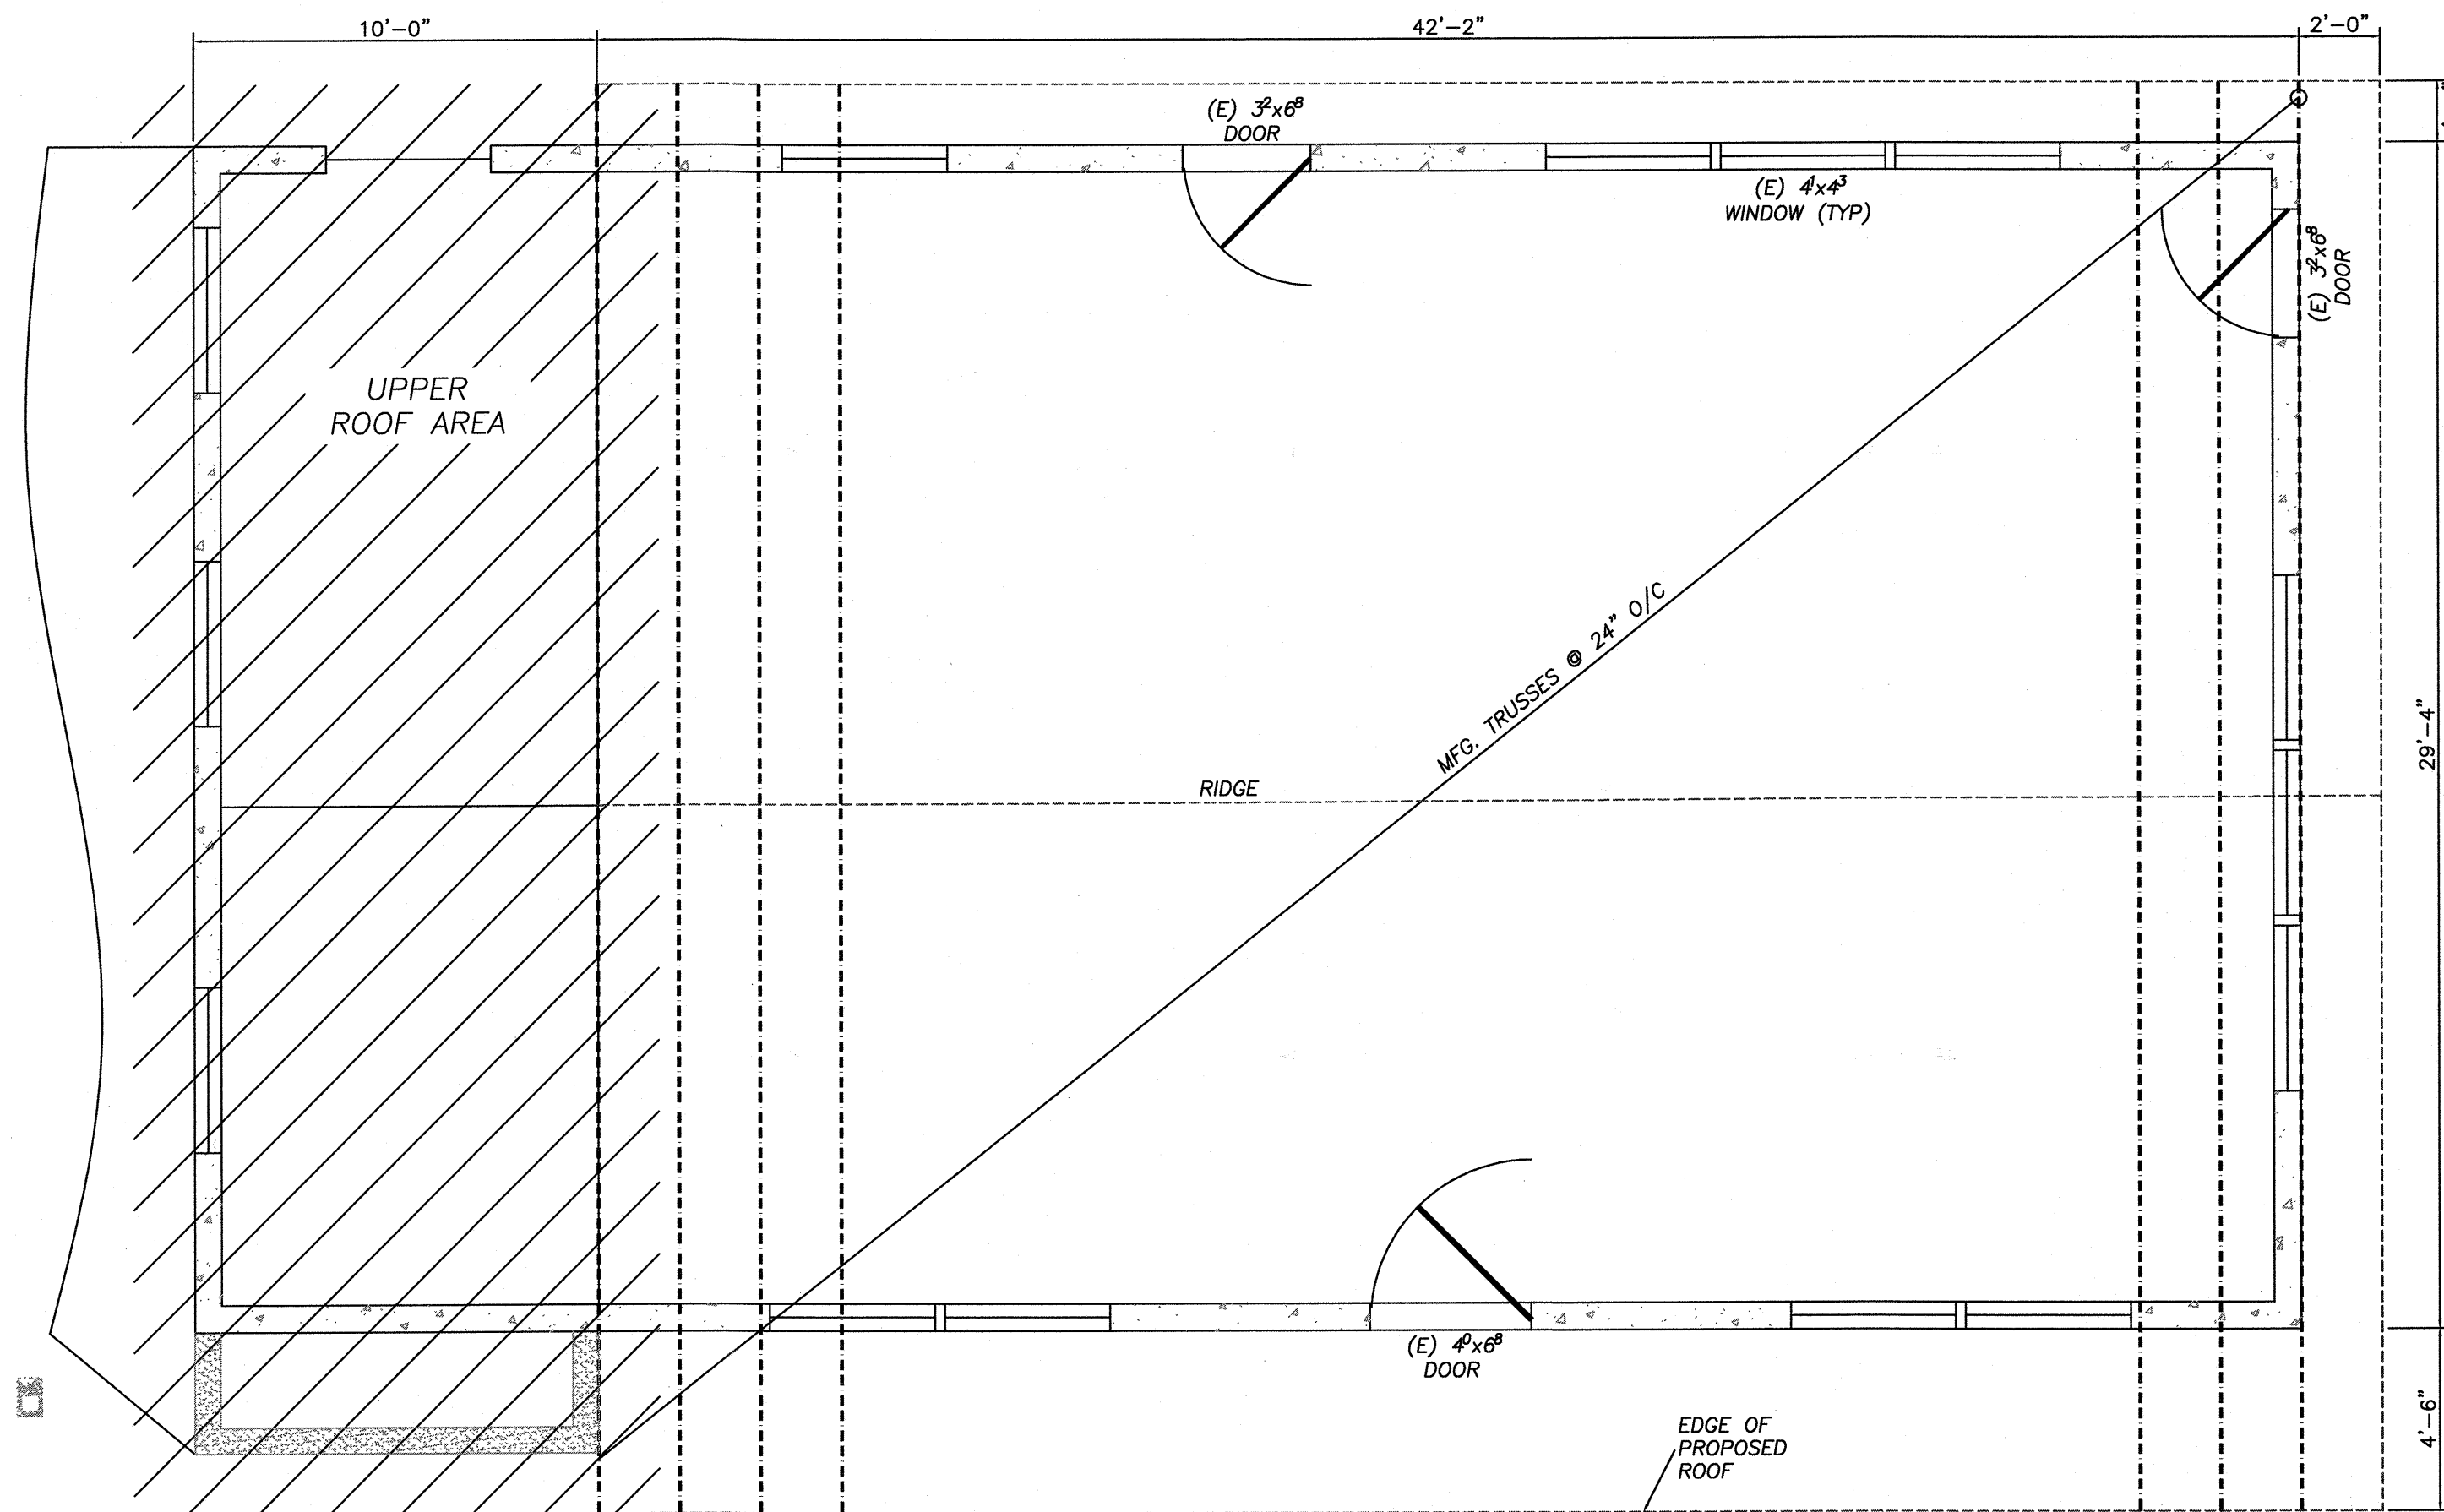 10'-0"
42'-2"
2'-0"
(E) 3²x6⁸
DOOR
(E) 4¹x4³
WINDOW (TYP)
(E) 3²x6⁸
DOOR
UPPER
ROOF AREA
MFG. TRUSSES @ 24" O/C
29'-4"
RIDGE
(E) 4⁰x6⁸
DOOR
4'-6"
EDGE OF
PROPOSED
ROOF